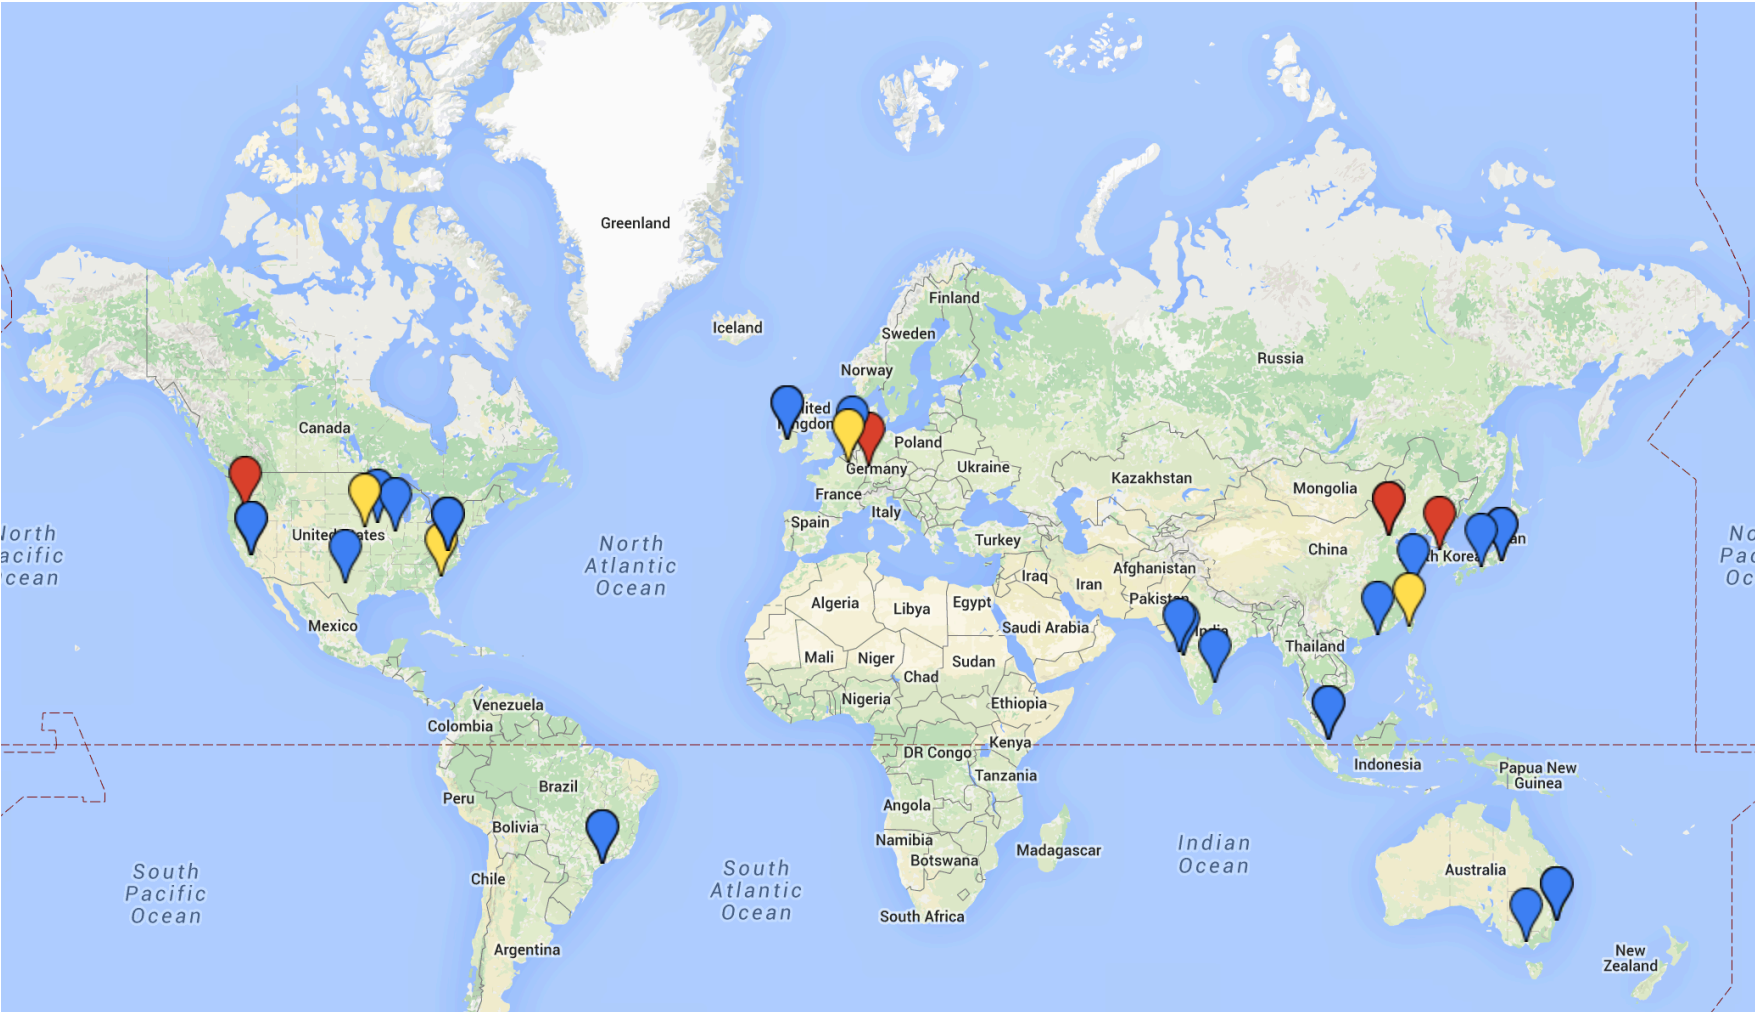 Greenland
Finland
Iceland
Sweden
Russia
Norway
Canada
Poland
Germany
Ukraine
Kazakhstan
Mongolia
France
Italy
Spain
Turkey
China
North
Atlantic
Ocean
Afghanistan
Iraq
Iran
Algeria
Libya
Egypt
Saudi Arabia
Mexico
Mali
Niger
Sudan
Chad
Thailand
Venezuela
Colombia
Nigeria
Ethiopia
DR Congo
Kenya
Indonesia
Papua New
Guinea
Tanzania
Brazil
Peru
Angola
Bolivia
Namibia
Botswana
Madagascar
Indian
Ocean
Australia
Chile
South
Pacific
Ocean
South
Atlantic
Ocean
South Africa
Argentina
New
Zealand